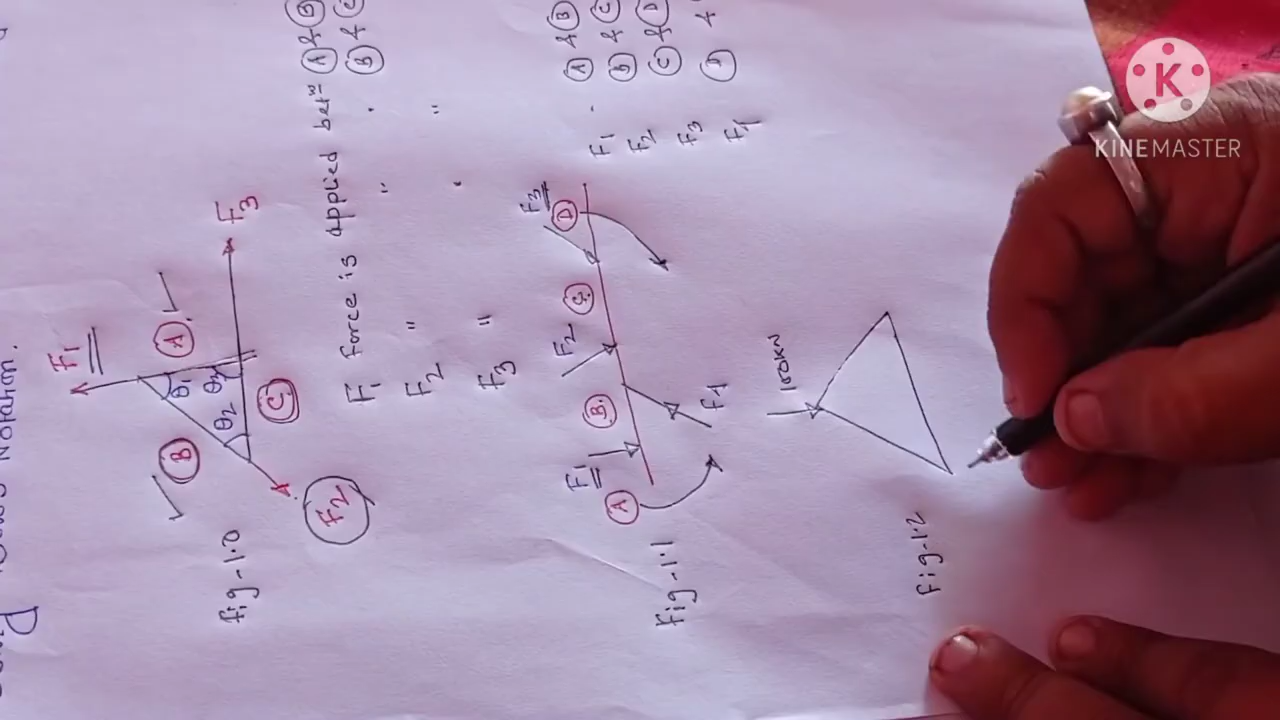 Bow's Notation.
F1
A
B
θ1
θ2
θ3
C
F2
F3
fig-1.0
F1 Force is applied betn A & B
F2 " " " . B & C
F3 " " "
F1
A
B
F2
C
F3
D
F1
Fig-1.1
F1 - A & B
F2 B & C
F3 C & D
F4 D &
100KN
Fig-1.2
K
KINEMASTER